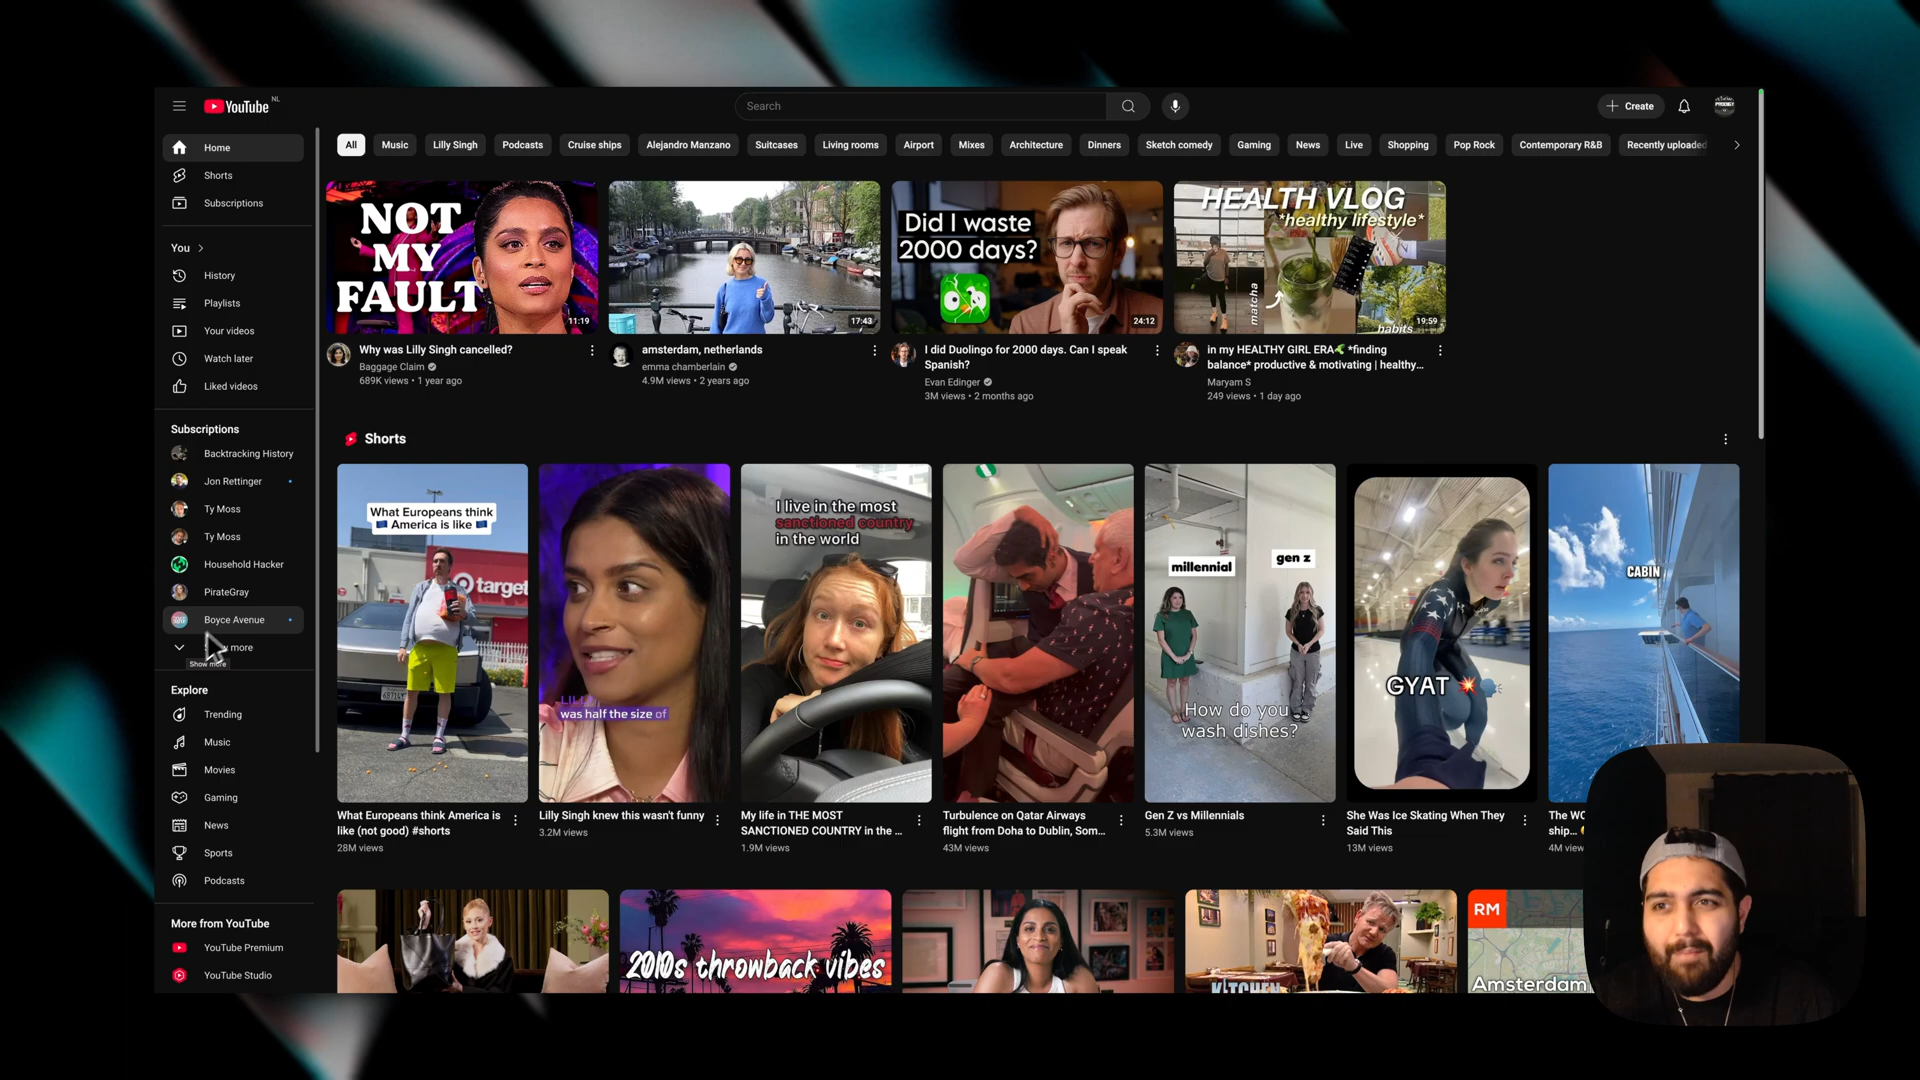 YouTube NL
Search
Create
Home
Shorts
Subscriptions
You
History
Playlists
Your videos
Watch later
Liked videos
Subscriptions
Backtracking History
Jon Rettinger
Ty Moss
Ty Moss
Household Hacker
PirateGray
Boyce Avenue
more
Show more
Explore
Trending
Music
Movies
Gaming
News
Sports
Podcasts
More from YouTube
YouTube Premium
YouTube Studio
All
Music
Lilly Singh
Podcasts
Cruise ships
Alejandro Manzano
Suitcases
Living rooms
Airport
Mixes
Architecture
Dinners
Sketch comedy
Gaming
News
Live
Shopping
Pop Rock
Contemporary R&B
Recently uploaded
NOT
MY
FAULT
11:19
Why was Lilly Singh cancelled?
Baggage Claim
689K views • 1 year ago
17:43
amsterdam, netherlands
emma chamberlain
4.9M views • 2 years ago
Did I waste
2000 days?
24:12
I did Duolingo for 2000 days. Can I speak
Spanish?
Evan Edinger
3M views • 2 months ago
HEALTH VLOG
*healthy lifestyle*
matcha
habits
19:59
in my HEALTHY GIRL ERA *finding
balance* productive & motivating | healthy...
Maryam S
249 views • 1 day ago
Shorts
What Europeans think
America is like
target
What Europeans think America is
like (not good) #shorts
28M views
LILLY
was half the size of
Lilly Singh knew this wasn't funny
3.2M views
I live in the most
sanctioned country
in the world
My life in THE MOST
SANCTIONED COUNTRY in the ...
1.9M views
Turbulence on Qatar Airways
flight from Doha to Dublin, Som...
43M views
millennial
gen z
How do you
wash dishes?
Gen Z vs Millennials
5.3M views
GYAT
She Was Ice Skating When They
Said This
13M views
CABIN
The WO
ship...
4M view
2010s throwback vibes
KITCHEN
RM
Amsterdam